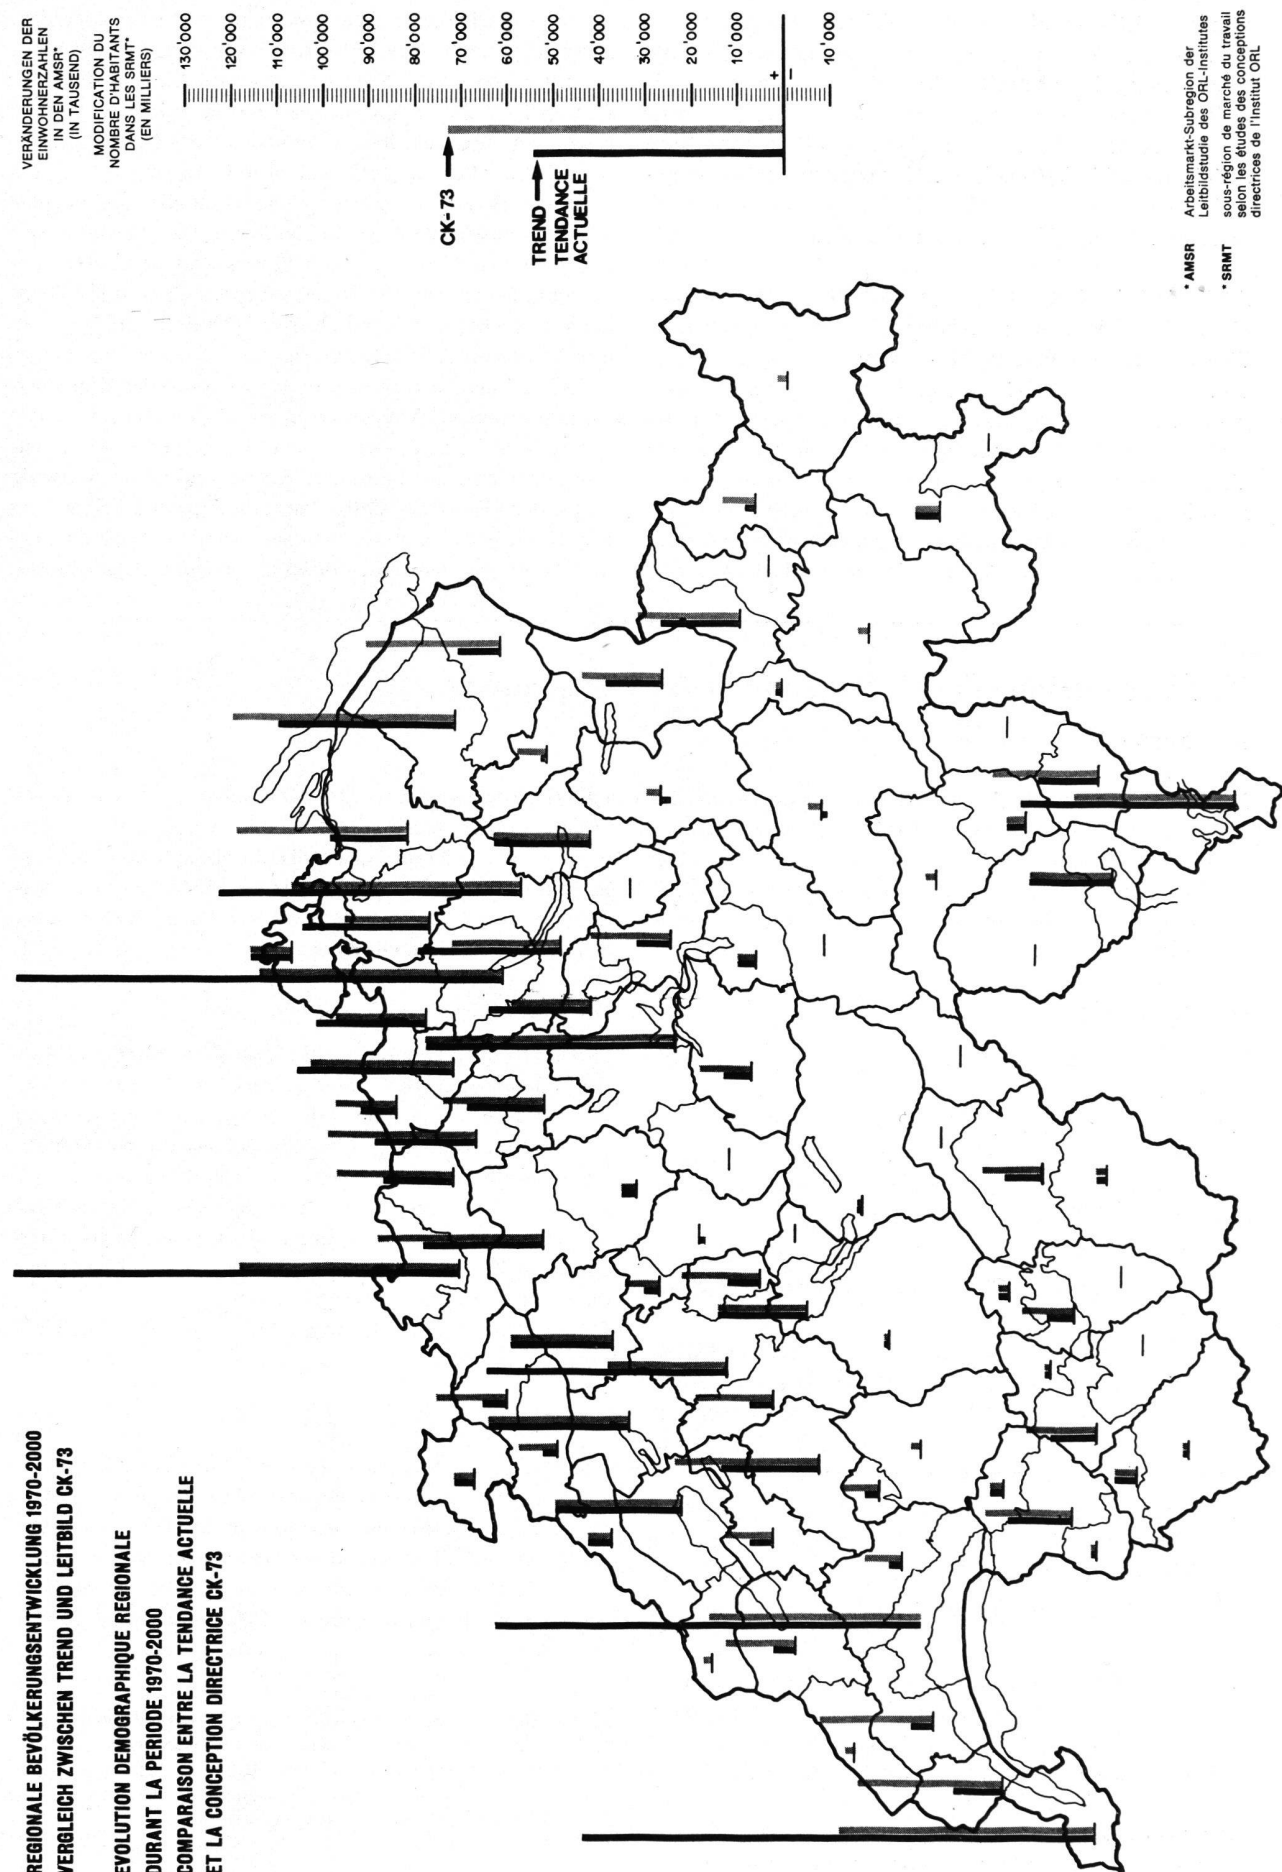 REGIONALE BEVÖLKERUNGSENTWICKLUNG 1970-2000
VERGLEICH ZWISCHEN TREND UND LEITBILD CK-73
EVOLUTION DEMOGRAPHIQUE REGIONALE
DURANT LA PERIODE 1970-2000
COMPARAISON ENTRE LA TENDANCE ACTUELLE
ET LA CONCEPTION DIRECTRICE CK-73
VERÄNDERUNGEN DER
EINWOHNERZAHLEN
IN DEN AMSR*
(IN TAUSEND)
MODIFICATION DU
NOMBRE D'HABITANTS
DANS LES SRMT*
(EN MILLIERS)
130'000
120'000
110'000
100'000
90'000
80'000
70'000
60'000
50'000
40'000
30'000
20'000
10'000
+
–
10'000
CK-73
TREND
TENDANCE
ACTUELLE
* AMSR Arbeitsmarkt-Subregion der
Leitbildstudie des ORL-Institutes
* SRMT sous-région de marché du travail
selon les études des conceptions
directrices de l'Institut ORL